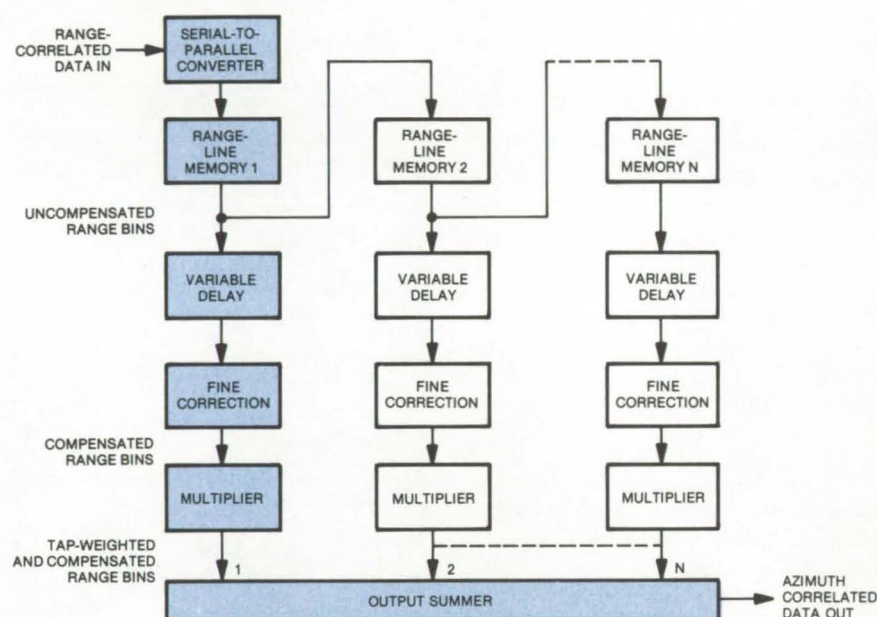 RANGE-
CORRELATED
DATA IN
SERIAL-TO-
PARALLEL
CONVERTER
RANGE-
LINE
MEMORY 1
RANGE-
LINE
MEMORY 2
RANGE-
LINE
MEMORY N
UNCOMPENSATED
RANGE BINS
VARIABLE
DELAY
VARIABLE
DELAY
VARIABLE
DELAY
FINE
CORRECTION
FINE
CORRECTION
FINE
CORRECTION
COMPENSATED
RANGE BINS
MULTIPLIER
MULTIPLIER
MULTIPLIER
TAP-WEIGHTED
AND COMPENSATED
RANGE BINS
1
2
N
OUTPUT SUMMER
AZIMUTH
CORRELATED
DATA OUT